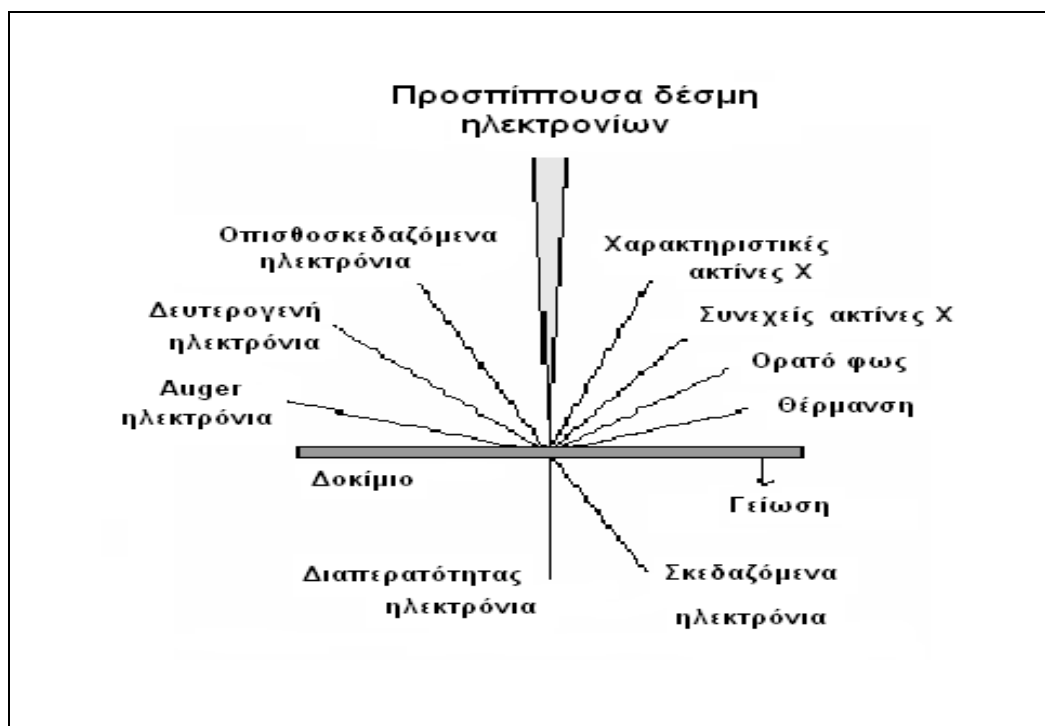 Προσπίπτουσα δέσμη
ηλεκτρονίων
Οπισθοσκεδαζόμενα
ηλεκτρόνια
Χαρακτηριστικές
ακτίνες Χ
Δευτερογενή
ηλεκτρόνια
Συνεχείς ακτίνες Χ
Ορατό φως
Auger
ηλεκτρόνια
Θέρμανση
Δοκίμιο
Γείωση
Διαπερατότητας
ηλεκτρόνια
Σκεδαζόμενα
ηλεκτρόνια